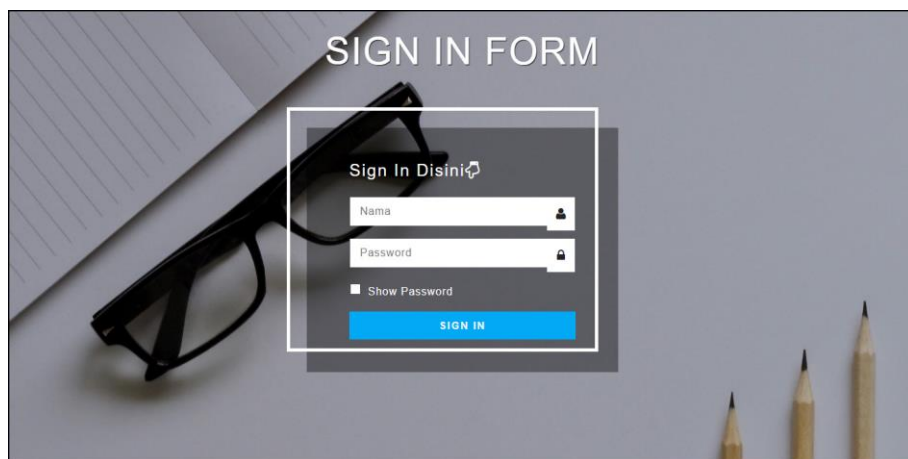 SIGN IN FORM
Sign In Disini
Nama
Password
Show Password
SIGN IN